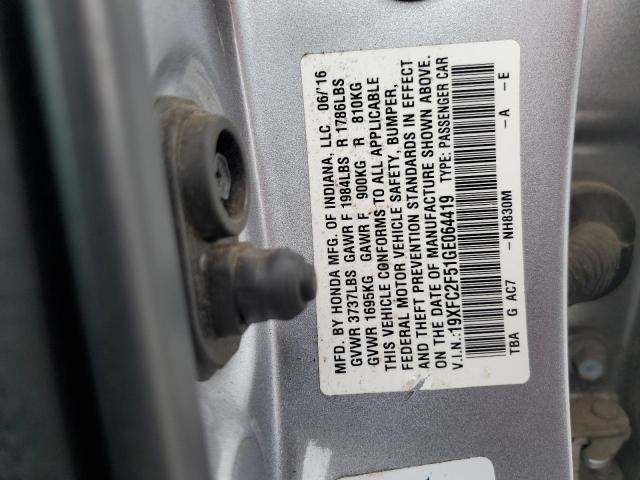 MFD. BY HONDA MFG. OF INDIANA, LLC. 06/'16
GVWR 3737LBS GAWR F 1984LBS R 1786LBS
GVWR 1695KG GAWR F 900KG R 810KG
THIS VEHICLE CONFORMS TO ALL APPLICABLE
FEDERAL MOTOR VEHICLE SAFETY, BUMPER,
AND THEFT PREVENTION STANDARDS IN EFFECT
ON THE DATE OF MANUFACTURE SHOWN ABOVE.
V.I.N.:19XFC2F51GE064419 TYPE: PASSENGER CAR
TBA G AC7 -NH830M -A -E